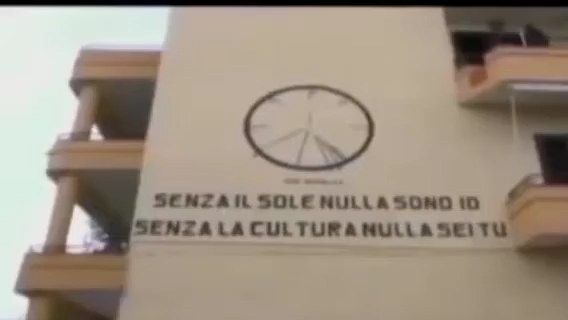 SENZA IL SOLE NULLA SONO IO
SENZA LA CULTURA NULLA SEI TU